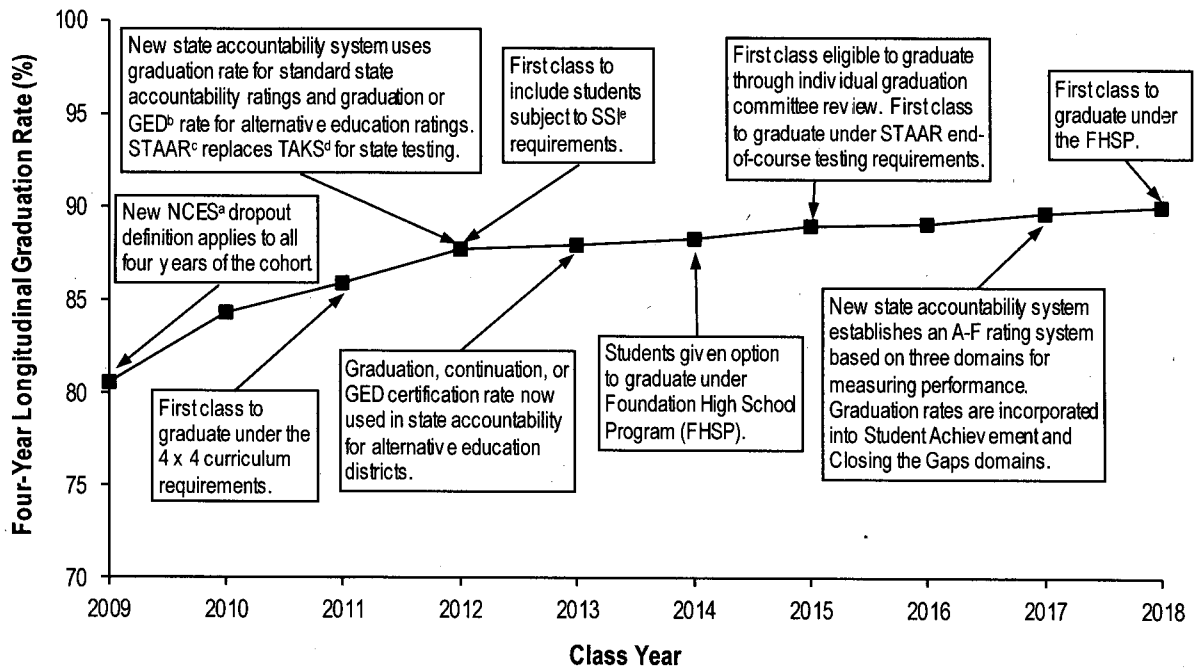 Four-Year Longitudinal Graduation Rate (%)
100
95
90
85
80
75
70
New state accountability system uses
graduation rate for standard state
accountability ratings and graduation or
GEDᵇ rate for alternative education ratings.
STAARᶜ replaces TAKSᵈ for state testing.
First class to
include students
subject to SSIᵉ
requirements.
First class eligible to graduate
through individual graduation
committee review. First class
to graduate under STAAR end-
of-course testing requirements.
First class to
graduate under
the FHSP.
New NCESᵃ dropout
definition applies to all
four years of the cohort
First class to
graduate under the
4 x 4 curriculum
requirements.
Graduation, continuation, or
GED certification rate now
used in state accountability
for alternative education
districts.
Students given option
to graduate under
Foundation High School
Program (FHSP).
New state accountability system
establishes an A-F rating system
based on three domains for
measuring performance.
Graduation rates are incorporated
into Student Achievement and
Closing the Gaps domains.
2009 2010 2011 2012 2013 2014 2015 2016 2017 2018
Class Year